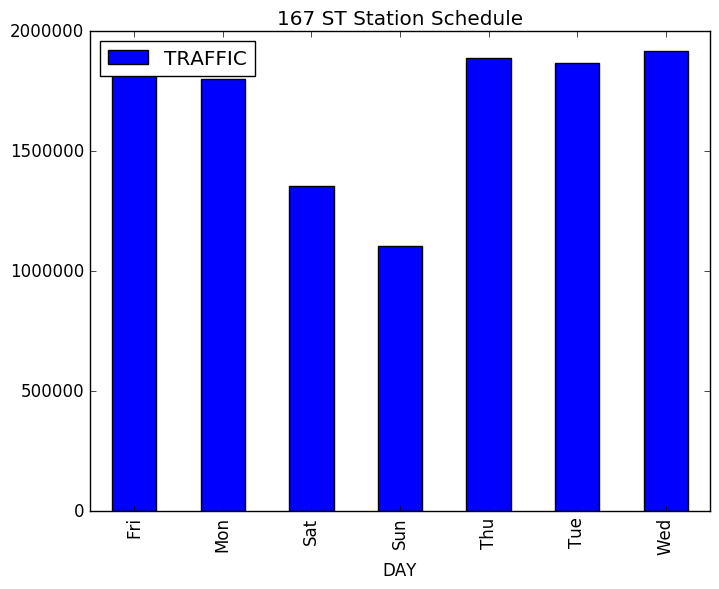 167 ST Station Schedule
TRAFFIC
2000000
1500000
1000000
500000
0
Fri
Mon
Sat
Sun
Thu
Tue
Wed
DAY